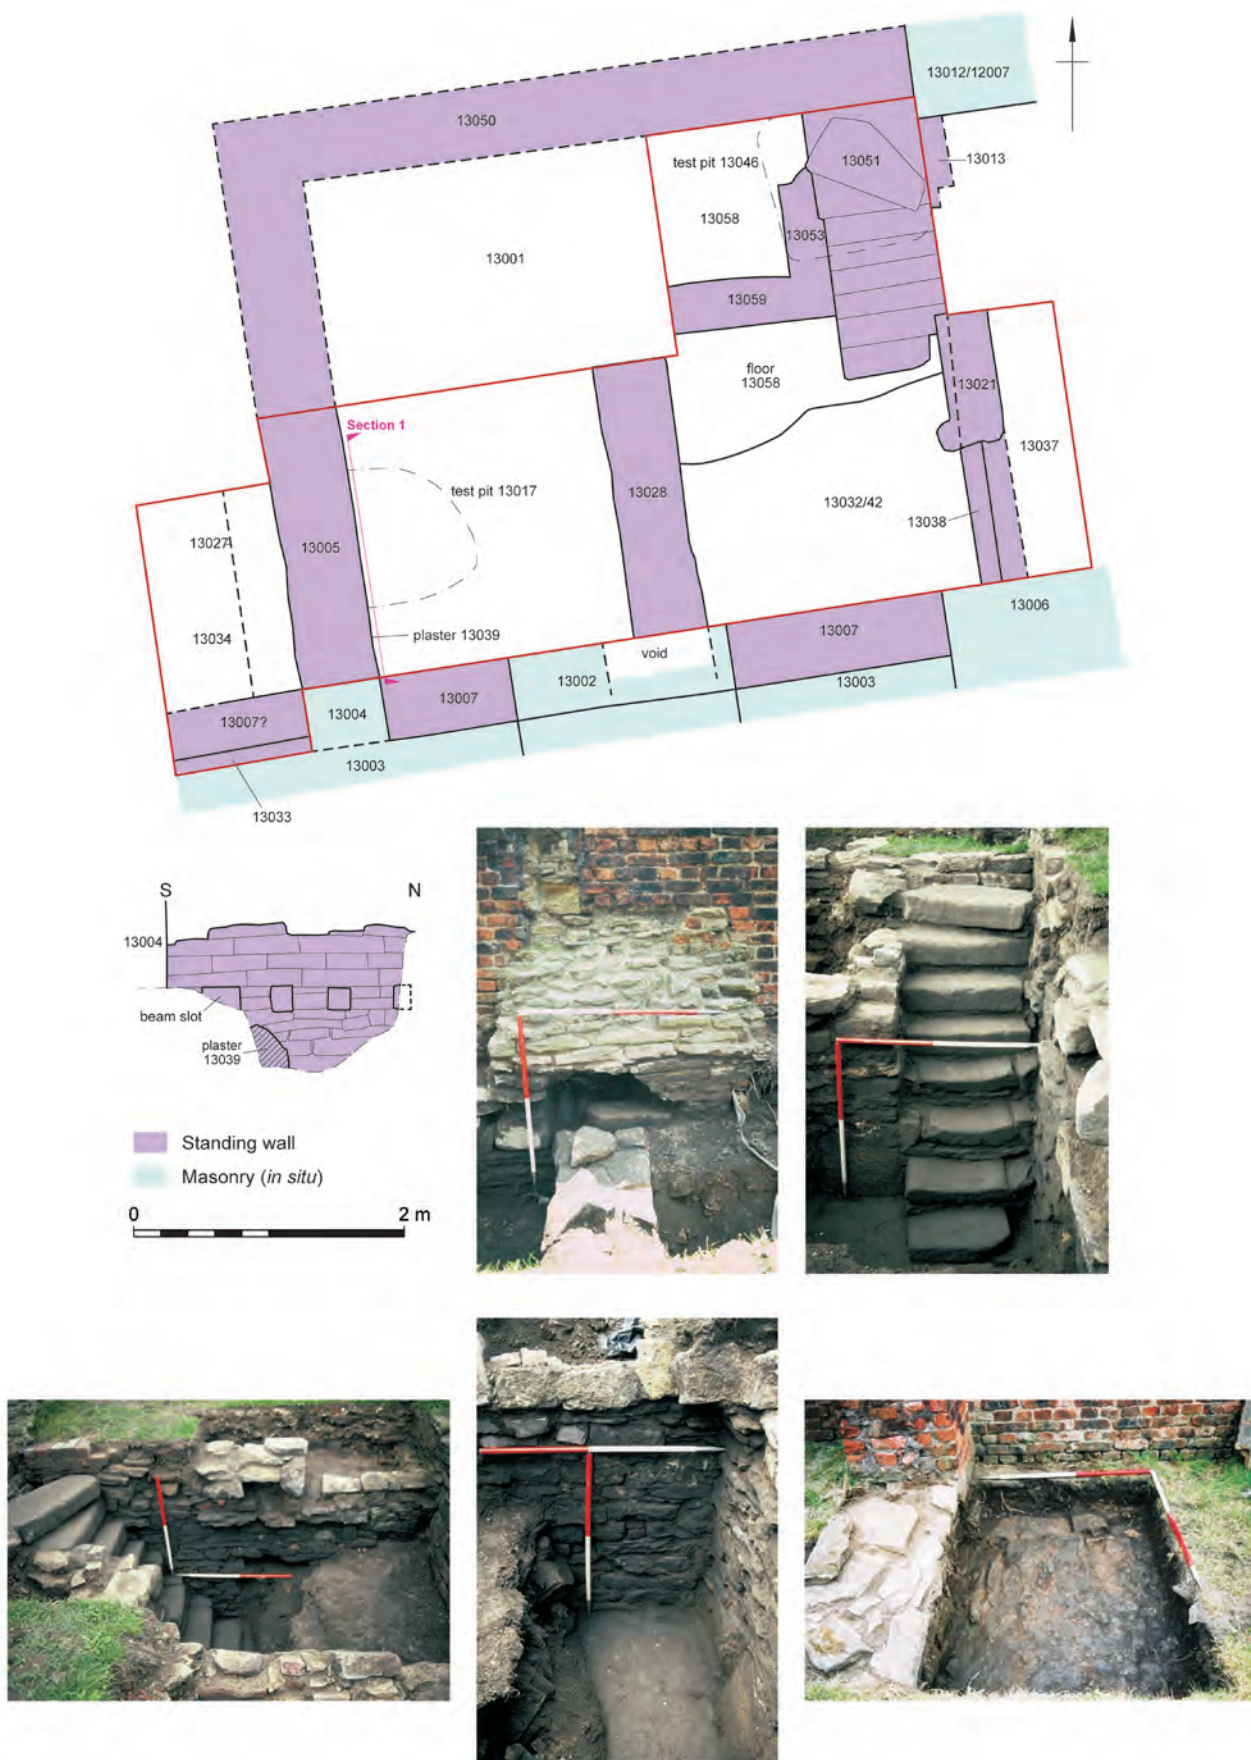 13012/12007
13050
13051
test pit 13046
13013
13058
13053
13001
13059
floor
13058
13021
Section 1
13037
test pit 13017
13028
13032/42
13038
13027
13005
13006
13034
plaster 13039
13007
void
13002
13003
13007
13007?
13004
13003
13033
S
N
13004
beam slot
plaster
13039
Standing wall
Masonry (in situ)
0
2 m